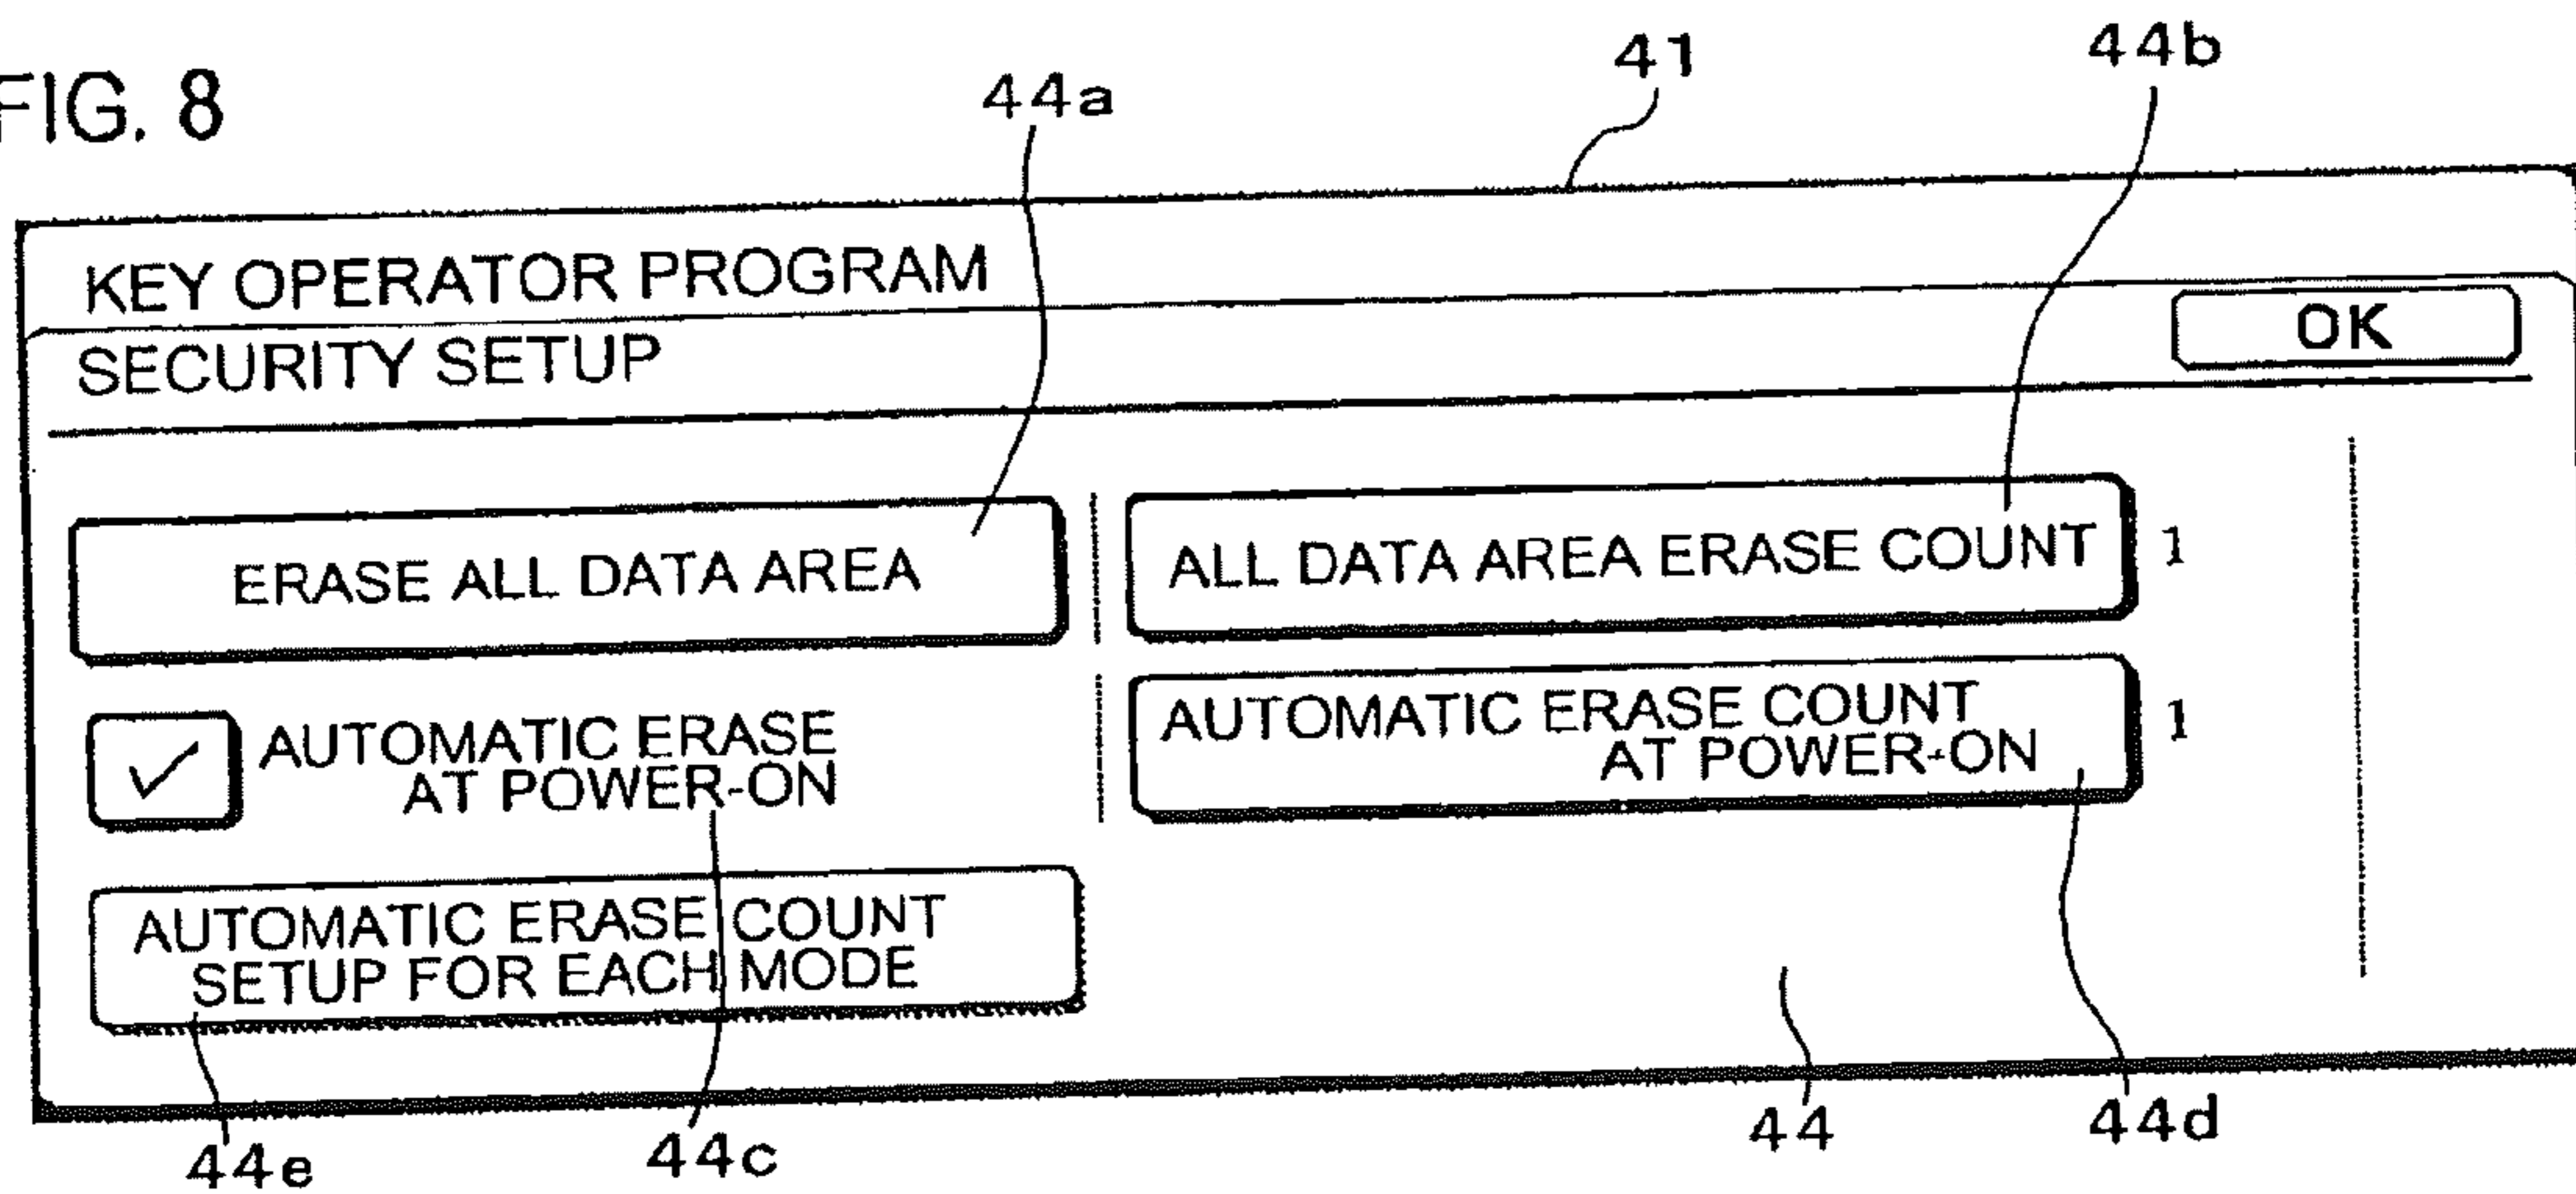 FIG. 8
44a
41
44b
KEY OPERATOR PROGRAM
SECURITY SETUP
OK
ERASE ALL DATA AREA
ALL DATA AREA ERASE COUNT
1
AUTOMATIC ERASE
AT POWER-ON
AUTOMATIC ERASE COUNT
AT POWER-ON
1
AUTOMATIC ERASE COUNT
SETUP FOR EACH MODE
44e
44c
44
44d